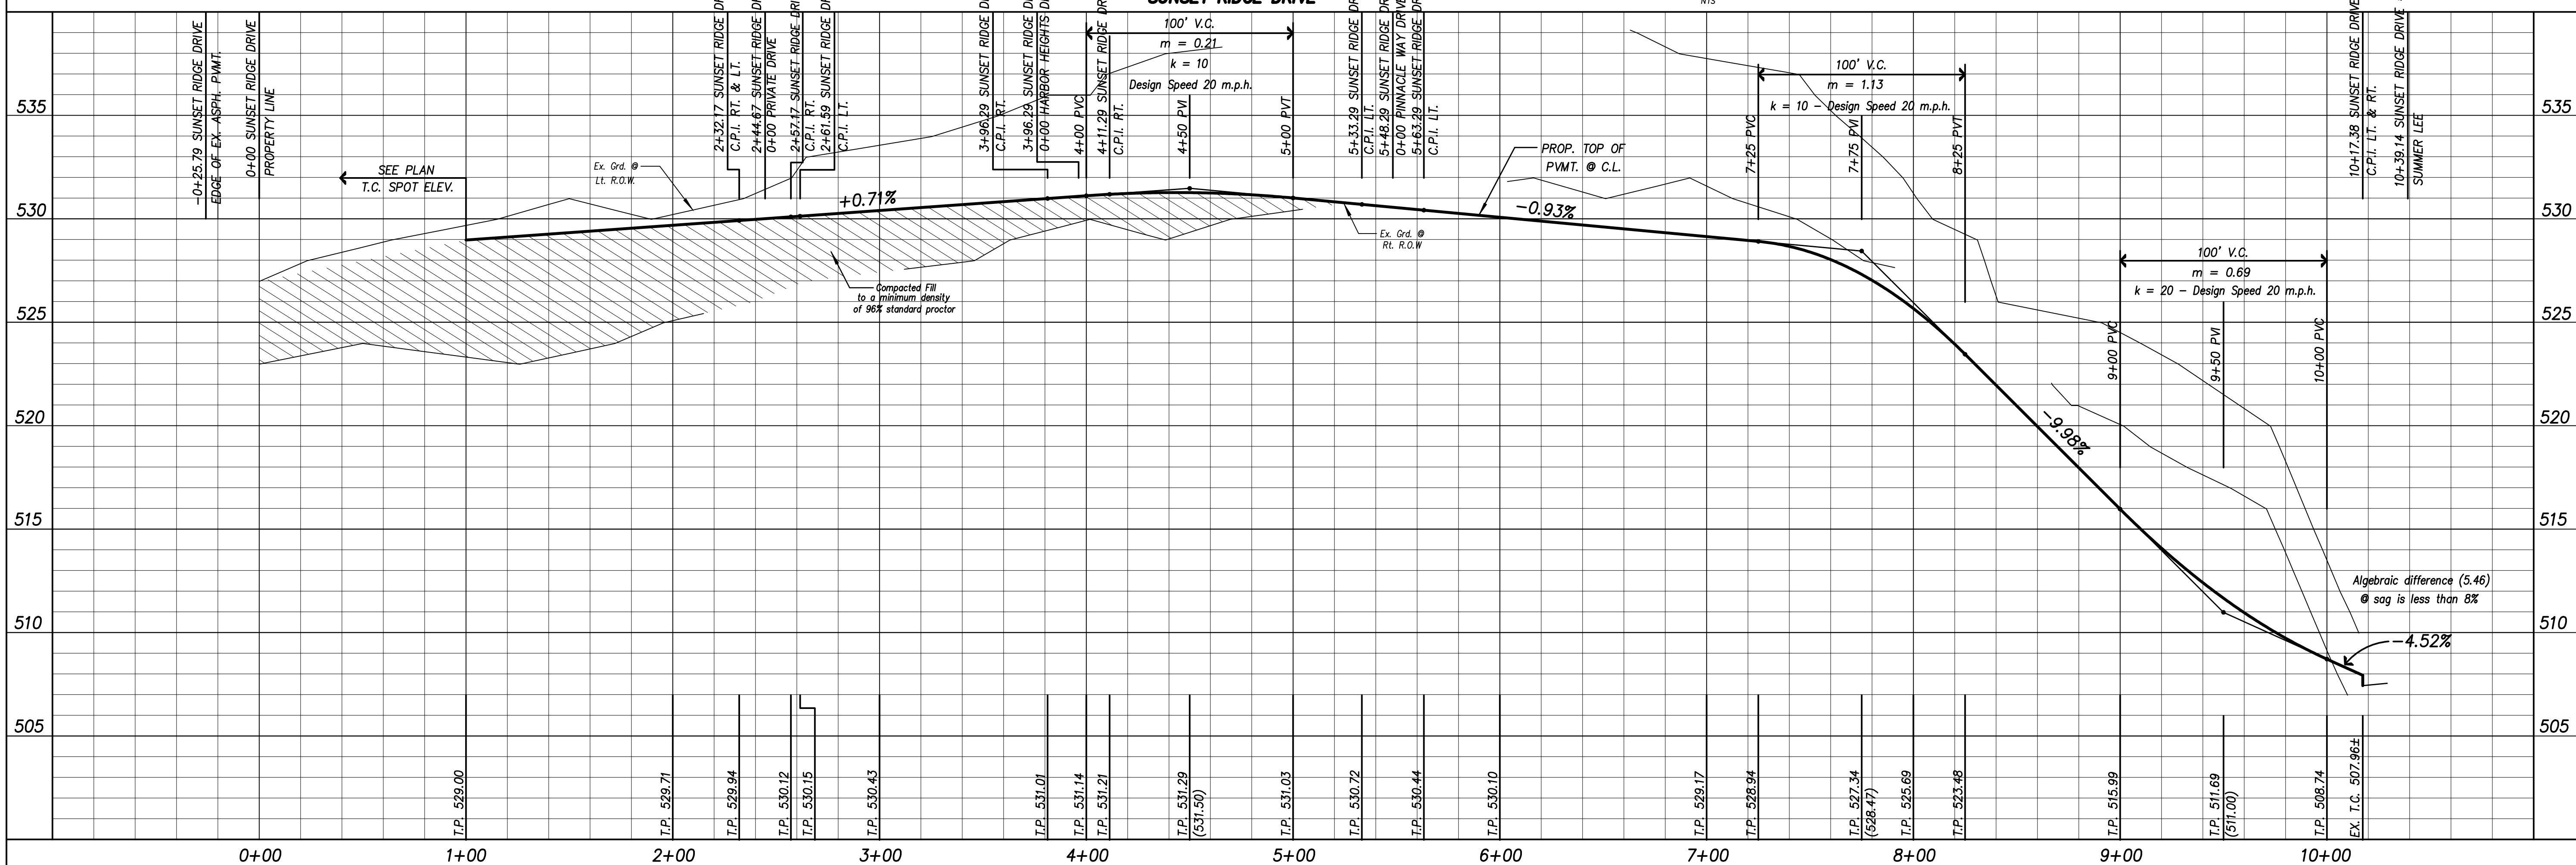 SUNSET RIDGE DRIVE
NTS
-0+25.79 SUNSET RIDGE DRIVE
EDGE OF EX. ASPH. PVMT.
0+00 SUNSET RIDGE DRIVE
PROPERTY LINE
2+32.17 SUNSET RIDGE
C.P.I. RT. & LT.
2+44.67 SUNSET RIDGE
0+00 PRIVATE DRIVE
2+57.17 SUNSET RIDGE
C.P.I. RT.
2+61.59 SUNSET RIDGE
C.P.I. LT.
3+96.29 SUNSET RIDGE
C.P.I. RT.
3+96.29 SUNSET RIDGE
0+00 HARBOR HEIGHTS
4+00 PVC
4+11.29 SUNSET RIDGE
C.P.I. RT.
100' V.C.
m = 0.21
k = 10
Design Speed 20 m.p.h.
4+50 PVI
5+00 PVT
5+33.29 SUNSET RIDGE
C.P.I. LT.
5+48.29 SUNSET RIDGE
0+00 PINNACLE WAY DRIVE
5+63.29 SUNSET RIDGE
C.P.I. LT.
100' V.C.
m = 1.13
k = 10 - Design Speed 20 m.p.h.
7+25 PVC
7+75 PVI
8+25 PVT
10+17.38 SUNSET RIDGE DRIVE
C.P.I. LT. & RT.
10+39.14 SUNSET RIDGE DRIVE
SUMMER LEE
535
535
SEE PLAN
T.C. SPOT ELEV.
Ex. Grd. @
Lt. R.O.W.
+0.71%
PROP. TOP OF
PVMT. @ C.L.
-0.93%
530
530
Ex. Grd. @
Rt. R.O.W
100' V.C.
m = 0.69
k = 20 - Design Speed 20 m.p.h.
9+00 PVC
9+50 PVI
10+00 PVC
Compacted Fill
to a minimum density
of 96% standard proctor
525
525
520
520
-9.98%
515
515
Algebraic difference (5.46)
@ sag is less than 8%
510
510
-4.52%
505
505
T.P. 529.00
T.P. 529.71
T.P. 529.94
T.P. 530.12
T.P. 530.15
T.P. 530.43
T.P. 531.01
T.P. 531.14
T.P. 531.21
T.P. 531.29
(531.50)
T.P. 531.03
T.P. 530.72
T.P. 530.44
T.P. 530.10
T.P. 529.17
T.P. 528.94
T.P. 527.34
(528.47)
T.P. 525.69
T.P. 523.48
T.P. 515.99
T.P. 511.69
(511.00)
T.P. 508.74
EX. T.C. 507.96±
0+00
1+00
2+00
3+00
4+00
5+00
6+00
7+00
8+00
9+00
10+00